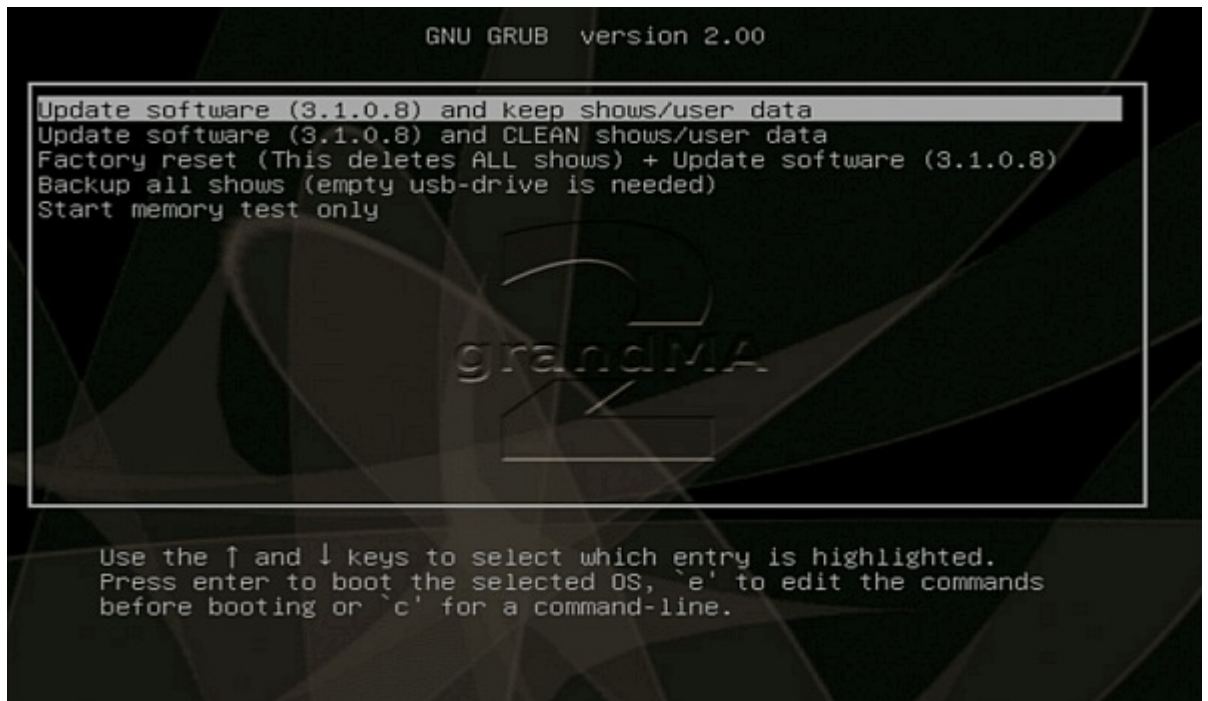 GNU GRUB version 2.00
Update software (3.1.0.8) and keep shows/user data
Update software (3.1.0.8) and CLEAN shows/user data
Factory reset (This deletes ALL shows) + Update software (3.1.0.8)
Backup all shows (empty usb-drive is needed)
Start memory test only
2
grandMA
Use the ↑ and ↓ keys to select which entry is highlighted.
Press enter to boot the selected OS, `e' to edit the commands
before booting or `c' for a command-line.